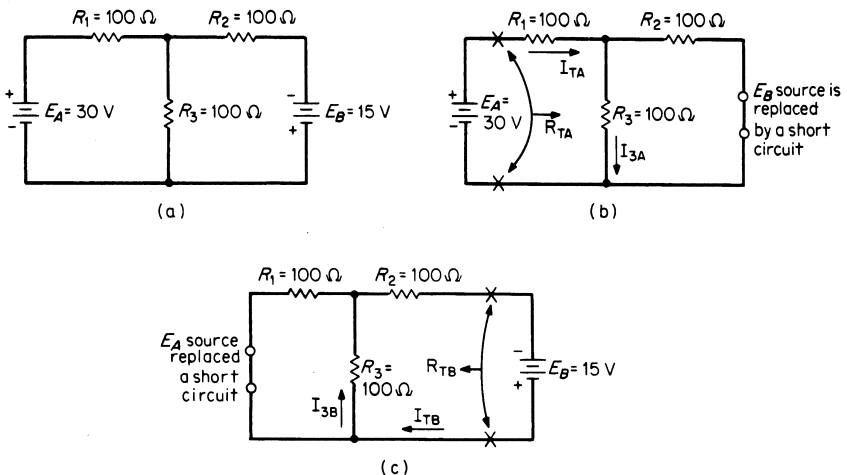 R1 = 100 Ω
R2 = 100 Ω
+
-
EA = 30 V
R3 = 100 Ω
-
+
EB = 15 V
(a)
R1 = 100 Ω
R2 = 100 Ω
ITA
+
-
EA =
30 V
RTA
R3 = 100 Ω
I3A
EB source is
replaced
by a short
circuit
(b)
R1 = 100 Ω
R2 = 100 Ω
EA source
replaced
a short
circuit
R3 =
100 Ω
I3B
RTB
ITB
-
+
EB = 15 V
(c)